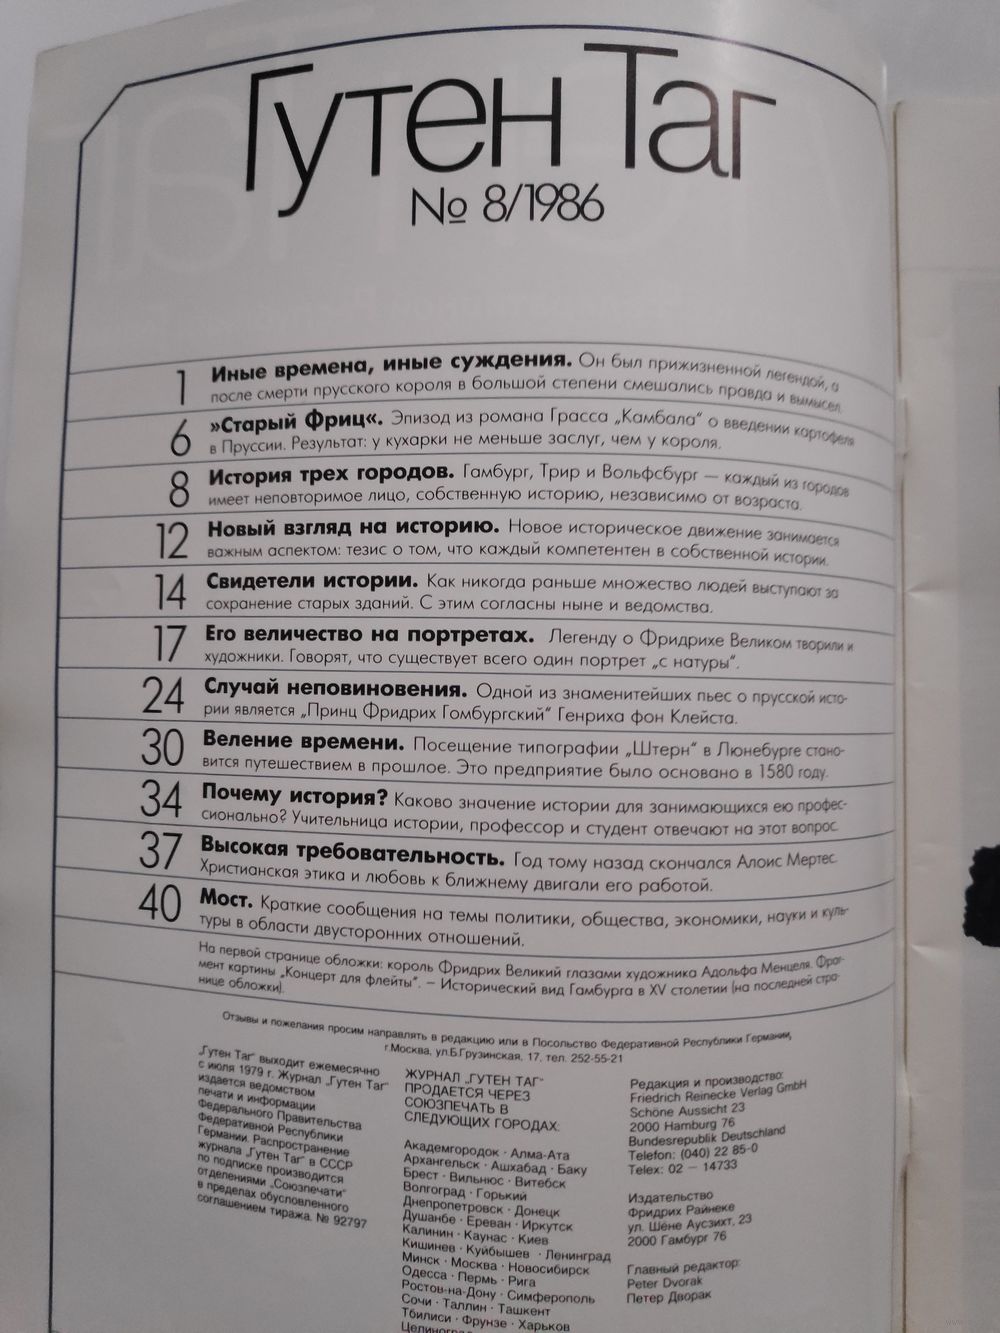 Гутен Таг
№ 8/1986
1 Иные времена, иные суждения. Он был прижизненной легендой, а
после смерти прусского короля в большой степени смешались правда и вымысел.
6 »Старый Фриц«. Эпизод из романа Грасса „Камбала“ о введении картофеля
в Пруссии. Результат: у кухарки не меньше заслуг, чем у короля.
8 История трех городов. Гамбург, Трир и Вольфсбург — каждый из городов
имеет неповторимое лицо, собственную историю, независимо от возраста.
12 Новый взгляд на историю. Новое историческое движение занимается
важным аспектом: тезис о том, что каждый компетентен в собственной истории.
14 Свидетели истории. Как никогда раньше множество людей выступают за
сохранение старых зданий. С этим согласны ныне и ведомства.
17 Его величество на портретах. Легенду о Фридрихе Великом творили и
художники. Говорят, что существует всего один портрет „с натуры“.
24 Случай неповиновения. Одной из знаменитейших пьес о прусской исто-
рии является „Принц Фридрих Гомбургский“ Генриха фон Клейста.
30 Веление времени. Посещение типографии „Штерн“ в Люнебурге стано-
вится путешествием в прошлое. Это предприятие было основано в 1580 году.
34 Почему история? Каково значение истории для занимающихся ею профес-
сионально? Учительница истории, профессор и студент отвечают на этот вопрос.
37 Высокая требовательность. Год тому назад скончался Алоис Мертес.
Христианская этика и любовь к ближнему двигали его работой.
40 Мост. Краткие сообщения на темы политики, общества, экономики, науки и куль-
туры в области двусторонних отношений.
На первой странице обложки: король Фридрих Великий глазами художника Адольфа Менцеля. Фраг-
мент картины „Концерт для флейты“. – Исторический вид Гамбурга в XV столетии (на последней стра-
нице обложки).
Отзывы и пожелания просим направлять в редакцию или в Посольство Федеративной Республики Германии,
г.Москва, ул.Б.Грузинская, 17, тел. 252-55-21
„Гутен Таг“ выходит ежемесячно
с июля 1979 г. Журнал „Гутен Таг“
издается ведомством
печати и информации
Федерального Правительства
Федеративной Республики
Германии. Распространение
журнала „Гутен Таг“ в СССР
по подписке производится
отделениями „Союзпечати“
в пределах обусловленного
соглашением тиража. № 92797
ЖУРНАЛ „ГУТЕН ТАГ“
ПРОДАЕТСЯ ЧЕРЕЗ
СОЮЗПЕЧАТЬ В
СЛЕДУЮЩИХ ГОРОДАХ:
Академгородок · Алма-Ата
Архангельск · Ашхабад · Баку
Брест · Вильнюс · Витебск
Волгоград · Горький
Днепропетровск · Донецк
Душанбе · Ереван · Иркутск
Калинин · Каунас · Киев
Кишинев · Куйбышев · Ленинград
Минск · Москва · Новосибирск
Одесса · Пермь · Рига
Ростов-на-Дону · Симферополь
Сочи · Таллин · Ташкент
Тбилиси · Фрунзе · Харьков
Редакция и производство:
Friedrich Reinecke Verlag GmbH
Schöne Aussicht 23
2000 Hamburg 76
Bundesrepublik Deutschland
Telefon: (040) 22 85-0
Telex: 02 – 14733
Издательство
Фридрих Райнеке
ул. Шёне Аусзихт, 23
2000 Гамбург 76
Главный редактор:
Peter Dvorak
Петер Дворак